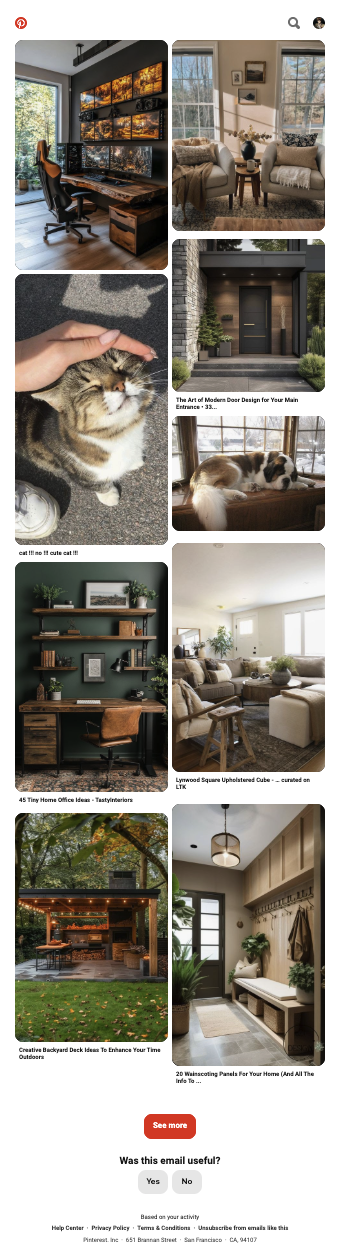 The Art of Modern Door Design for Your Main
Entrance • 33...
cat !!! no !!! cute cat !!!
Lynwood Square Upholstered Cube - ... curated on
LTK
45 Tiny Home Office Ideas - TastyInteriors
Creative Backyard Deck Ideas To Enhance Your Time
Outdoors
20 Wainscoting Panels For Your Home (And All The
Info To ...
See more
Was this email useful?
Yes No
Based on your activity
Help Center · Privacy Policy · Terms & Conditions · Unsubscribe from emails like this
Pinterest, Inc · 651 Brannan Street · San Francisco · CA, 94107